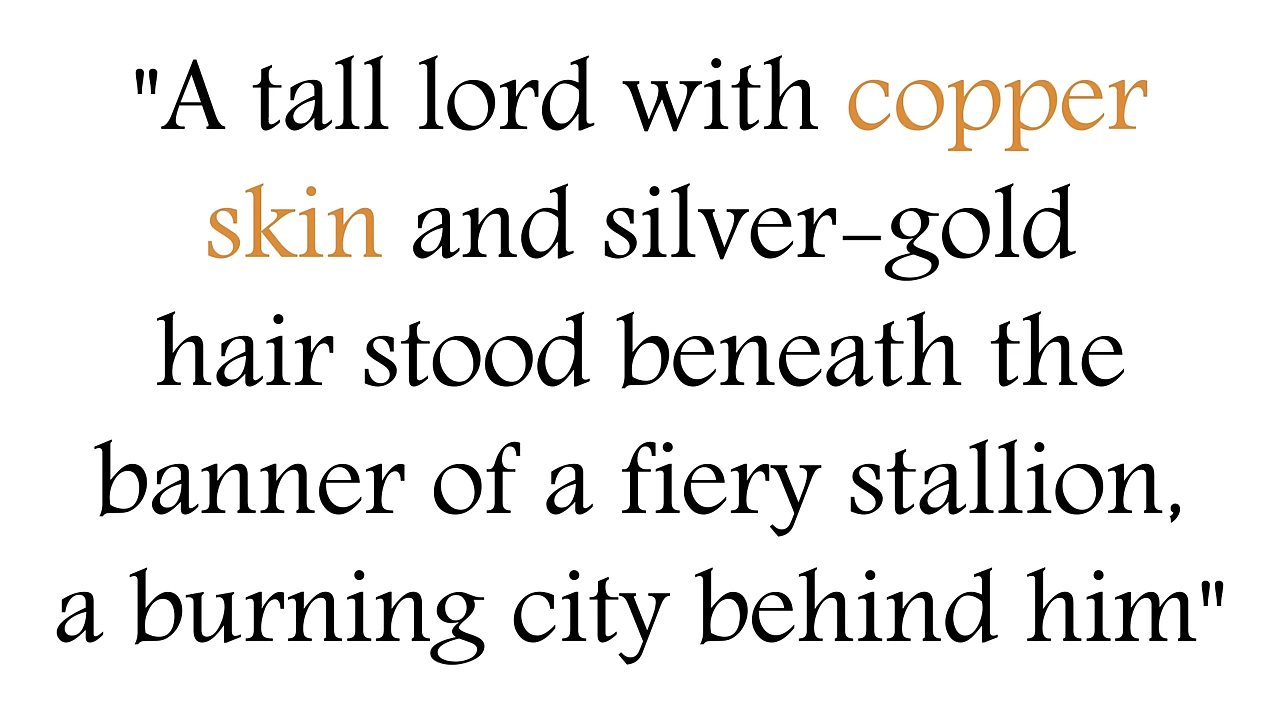 "A tall lord with copper
skin and silver-gold
hair stood beneath the
banner of a fiery stallion,
a burning city behind him"